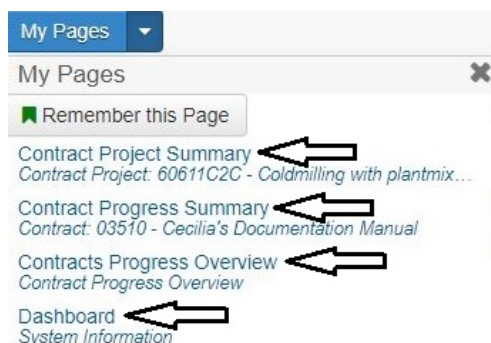 My Pages
My Pages
Remember this Page
Contract Project Summary
Contract Project: 60611C2C - Coldmilling with plantmix...
Contract Progress Summary
Contract: 03510 - Cecilia's Documentation Manual
Contracts Progress Overview
Contract Progress Overview
Dashboard
System Information